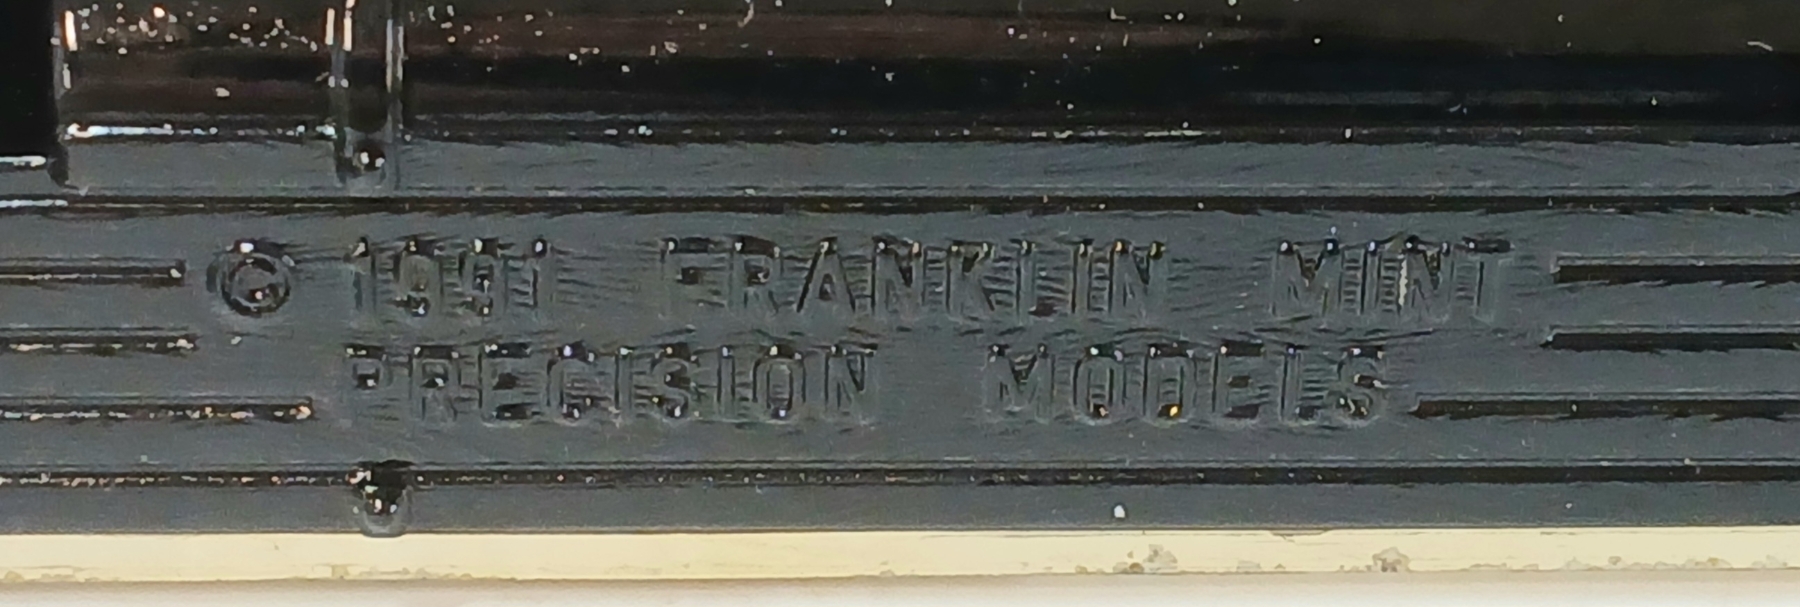 © 1991 FRANKLIN MINT
PRECISION MODELS